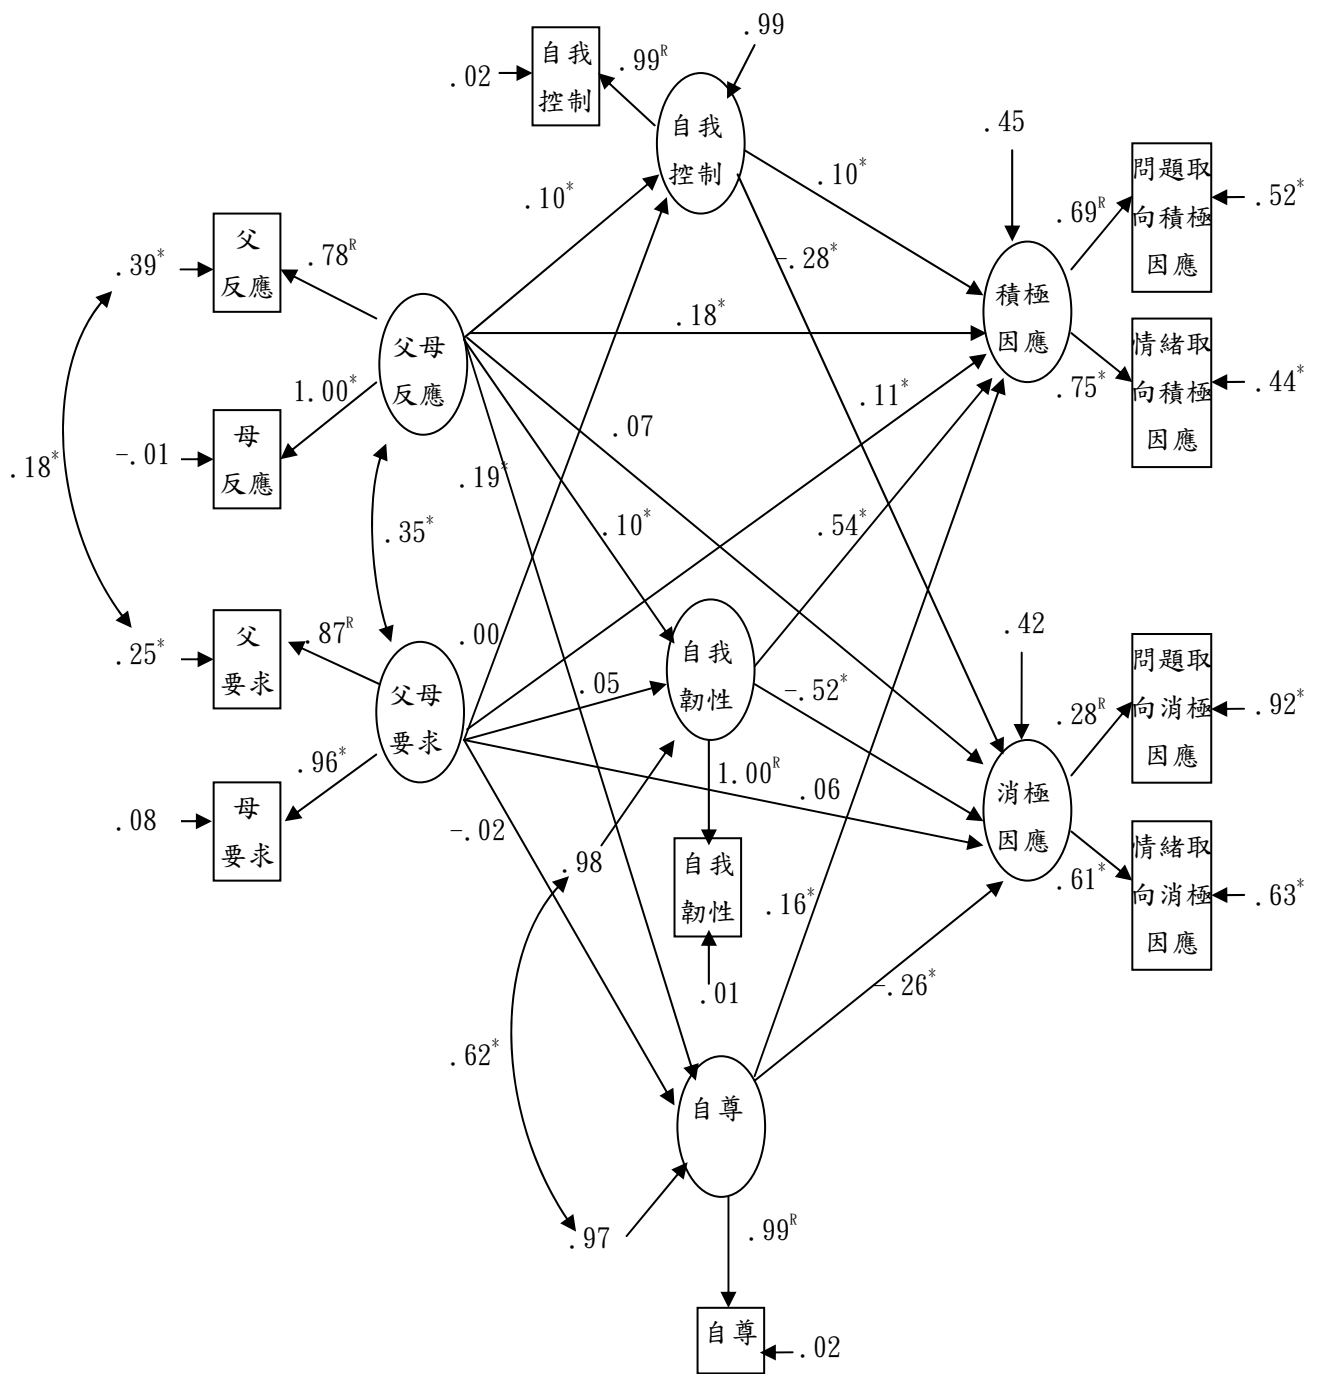 .99
自我
控制
.99R
.02
自我
控制
.45
.10*
問題取
向積極
因應
.52*
.69R
.10*
父
反應
.39*
.78R
-.28*
積極
因應
.18*
父母
反應
情緒取
向積極
因應
.44*
.75*
1.00*
.11*
.07
母
反應
-.01
.18*
.19*
.35*
.10*
.54*
父
要求
.25*
.87R
.00
自我
韌性
.42
問題取
向消極
因應
.92*
.28R
父母
要求
.05
-.52*
.96*
1.00R
.06
消極
因應
母
要求
.08
-.02
.98
自我
韌性
情緒取
向消極
因應
.63*
.61*
.16*
.01
-.26*
.62*
自尊
.97
.99R
自尊
.02